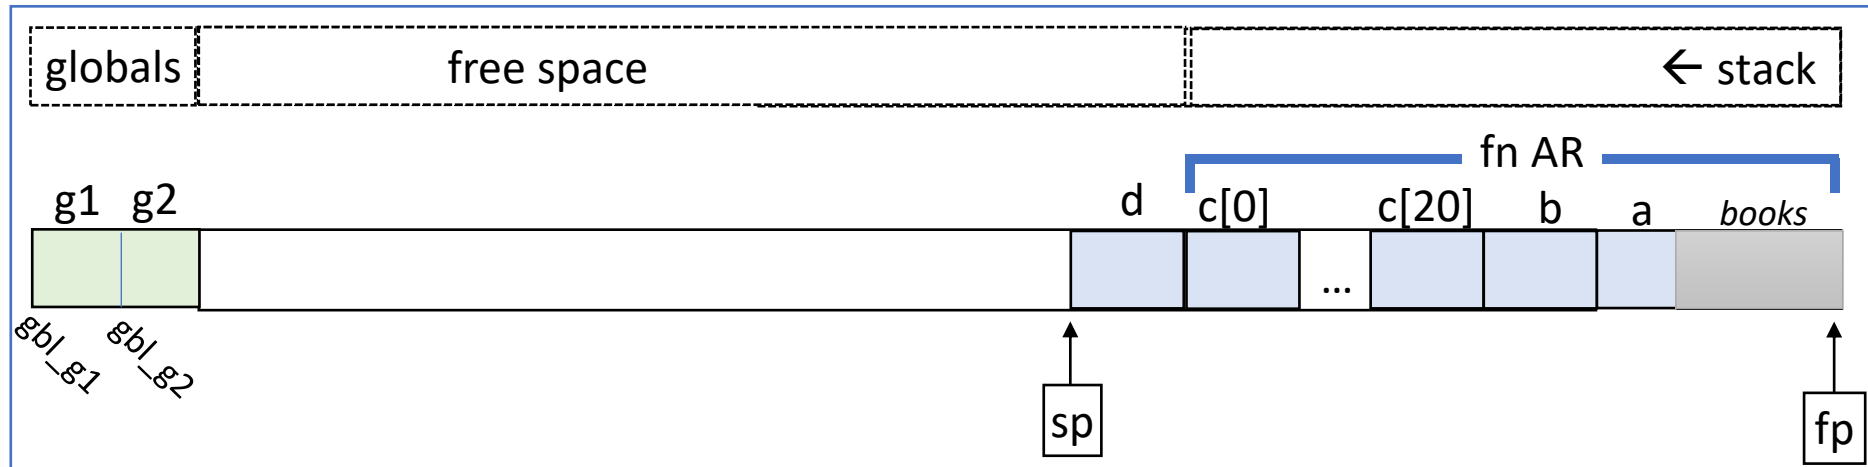 globals free space ← stack
fn AR
g1 g2 d c[0] c[20] b a books
...
gbl_g1 gbl_g2
sp fp